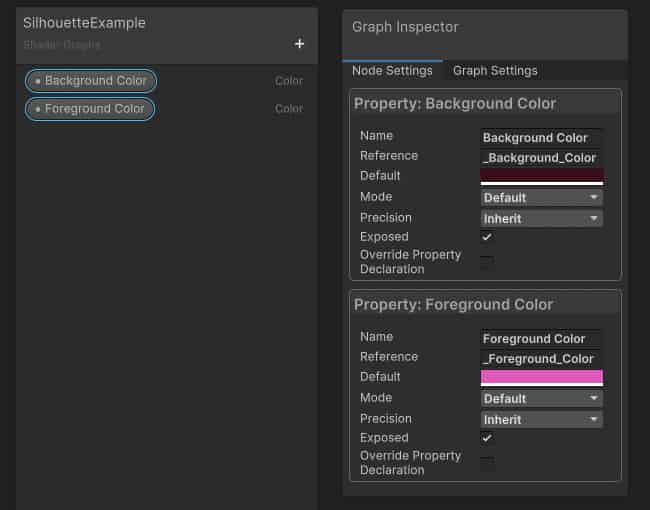 SilhouetteExample
Shader Graphs
+
Background Color
Color
Foreground Color
Color
Graph Inspector
Node Settings
Graph Settings
Property: Background Color
Name
Background Color
Reference
_Background_Color
Default
Mode
Default
Precision
Inherit
Exposed
Override Property
Declaration
Property: Foreground Color
Name
Foreground Color
Reference
_Foreground_Color
Default
Mode
Default
Precision
Inherit
Exposed
Override Property
Declaration